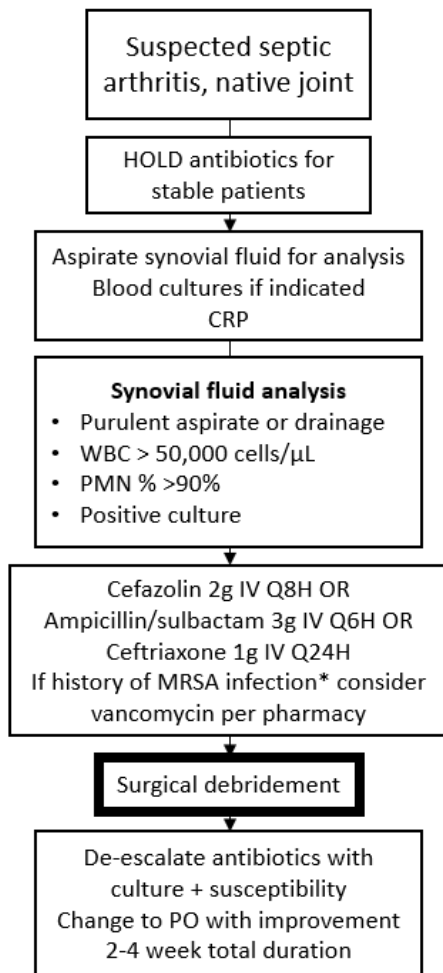 Suspected septic
arthritis, native joint
HOLD antibiotics for
stable patients
Aspirate synovial fluid for analysis
Blood cultures if indicated
CRP
Synovial fluid analysis
• Purulent aspirate or drainage
• WBC > 50,000 cells/µL
• PMN % >90%
• Positive culture
Cefazolin 2g IV Q8H OR
Ampicillin/sulbactam 3g IV Q6H OR
Ceftriaxone 1g IV Q24H
If history of MRSA infection* consider
vancomycin per pharmacy
Surgical debridement
De-escalate antibiotics with
culture + susceptibility
Change to PO with improvement
2-4 week total duration